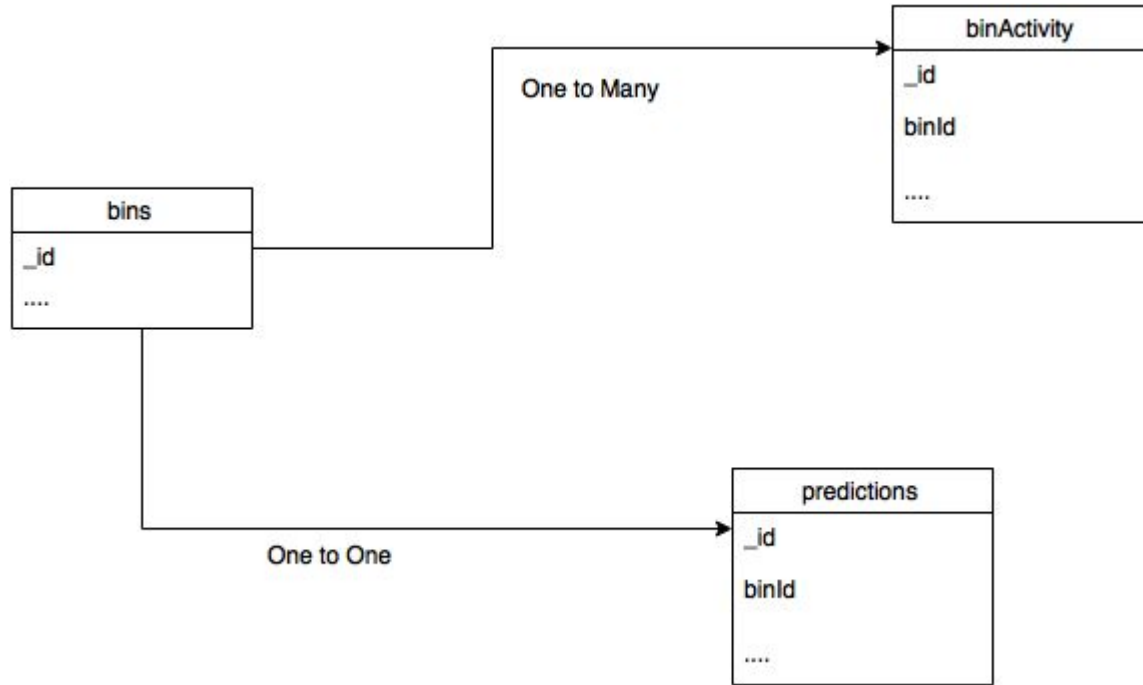 binActivity
_id
binId
....
One to Many
bins
_id
....
One to One
predictions
_id
binId
....